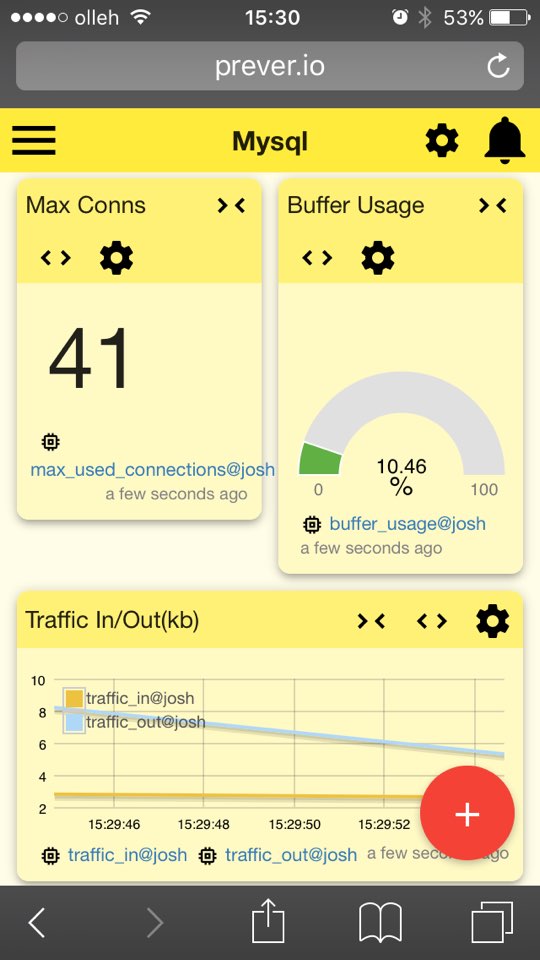 olleh 15:30 53%
prever.io
Mysql
Max Conns
41
max_used_connections@josh
a few seconds ago
Buffer Usage
10.46
%
0 100
buffer_usage@josh
a few seconds ago
Traffic In/Out(kb)
10
8
6
4
2
traffic_in@josh
traffic_out@josh
15:29:46 15:29:48 15:29:50 15:29:52
traffic_in@josh traffic_out@josh a few seco ago